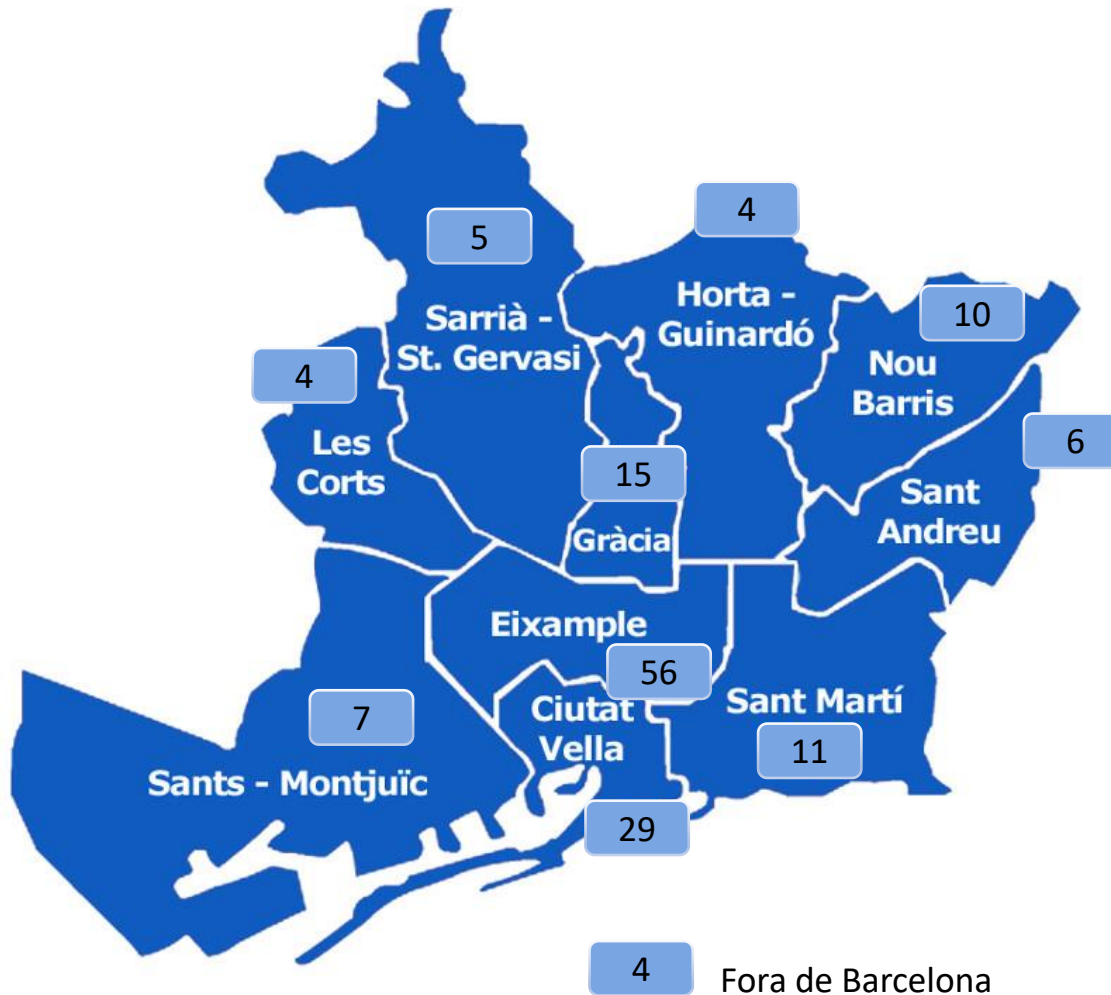 4
5
Horta -
Guinardó
10
Sarrià -
St. Gervasi
Nou
Barris
4
6
Les
Corts
15
Sant
Andreu
Gràcia
Eixample
56
Ciutat
Vella
Sant Martí
7
11
Sants - Montjuïc
29
4 Fora de Barcelona